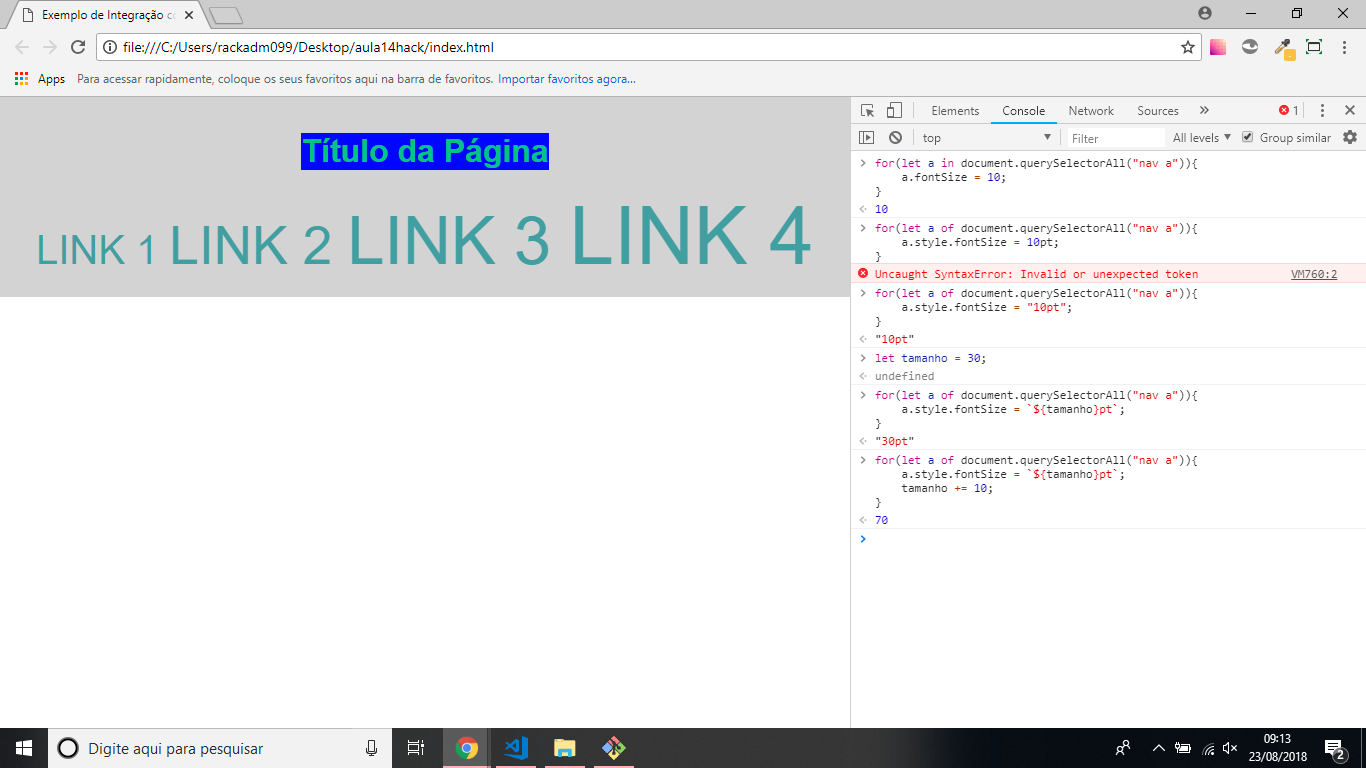 Exemplo de Integração co
file:///C:/Users/rackadm099/Desktop/aula14hack/index.html
Apps Para acessar rapidamente, coloque os seus favoritos aqui na barra de favoritos. Importar favoritos agora...
Título da Página
LINK 1 LINK 2 LINK 3 LINK 4
Elements Console Network Sources » 1
top Filter All levels Group similar
for(let a in document.querySelectorAll("nav a")){
a.fontSize = 10;
}
10
for(let a of document.querySelectorAll("nav a")){
a.style.fontSize = 10pt;
}
Uncaught SyntaxError: Invalid or unexpected token VM760:2
for(let a of document.querySelectorAll("nav a")){
a.style.fontSize = "10pt";
}
"10pt"
let tamanho = 30;
undefined
for(let a of document.querySelectorAll("nav a")){
a.style.fontSize = `${tamanho}pt`;
}
"30pt"
for(let a of document.querySelectorAll("nav a")){
a.style.fontSize = `${tamanho}pt`;
tamanho += 10;
}
70
Digite aqui para pesquisar
09:13
23/08/2018
2